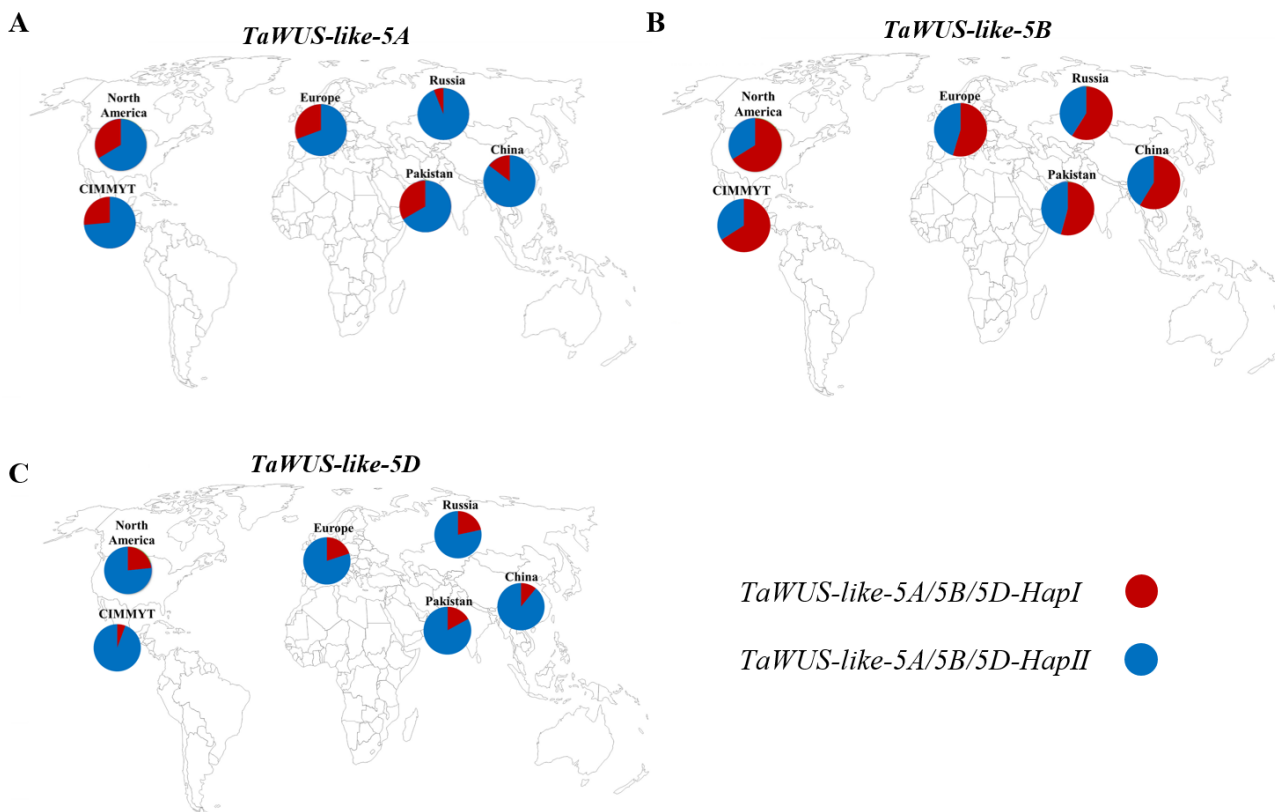 A
TaWUS-like-5A
North
America
CIMMYT
Europe
Russia
China
Pakistan
B
TaWUS-like-5B
North
America
CIMMYT
Europe
Russia
China
Pakistan
C
TaWUS-like-5D
North
America
CIMMYT
Europe
Russia
China
Pakistan
TaWUS-like-5A/5B/5D-HapI
TaWUS-like-5A/5B/5D-HapII